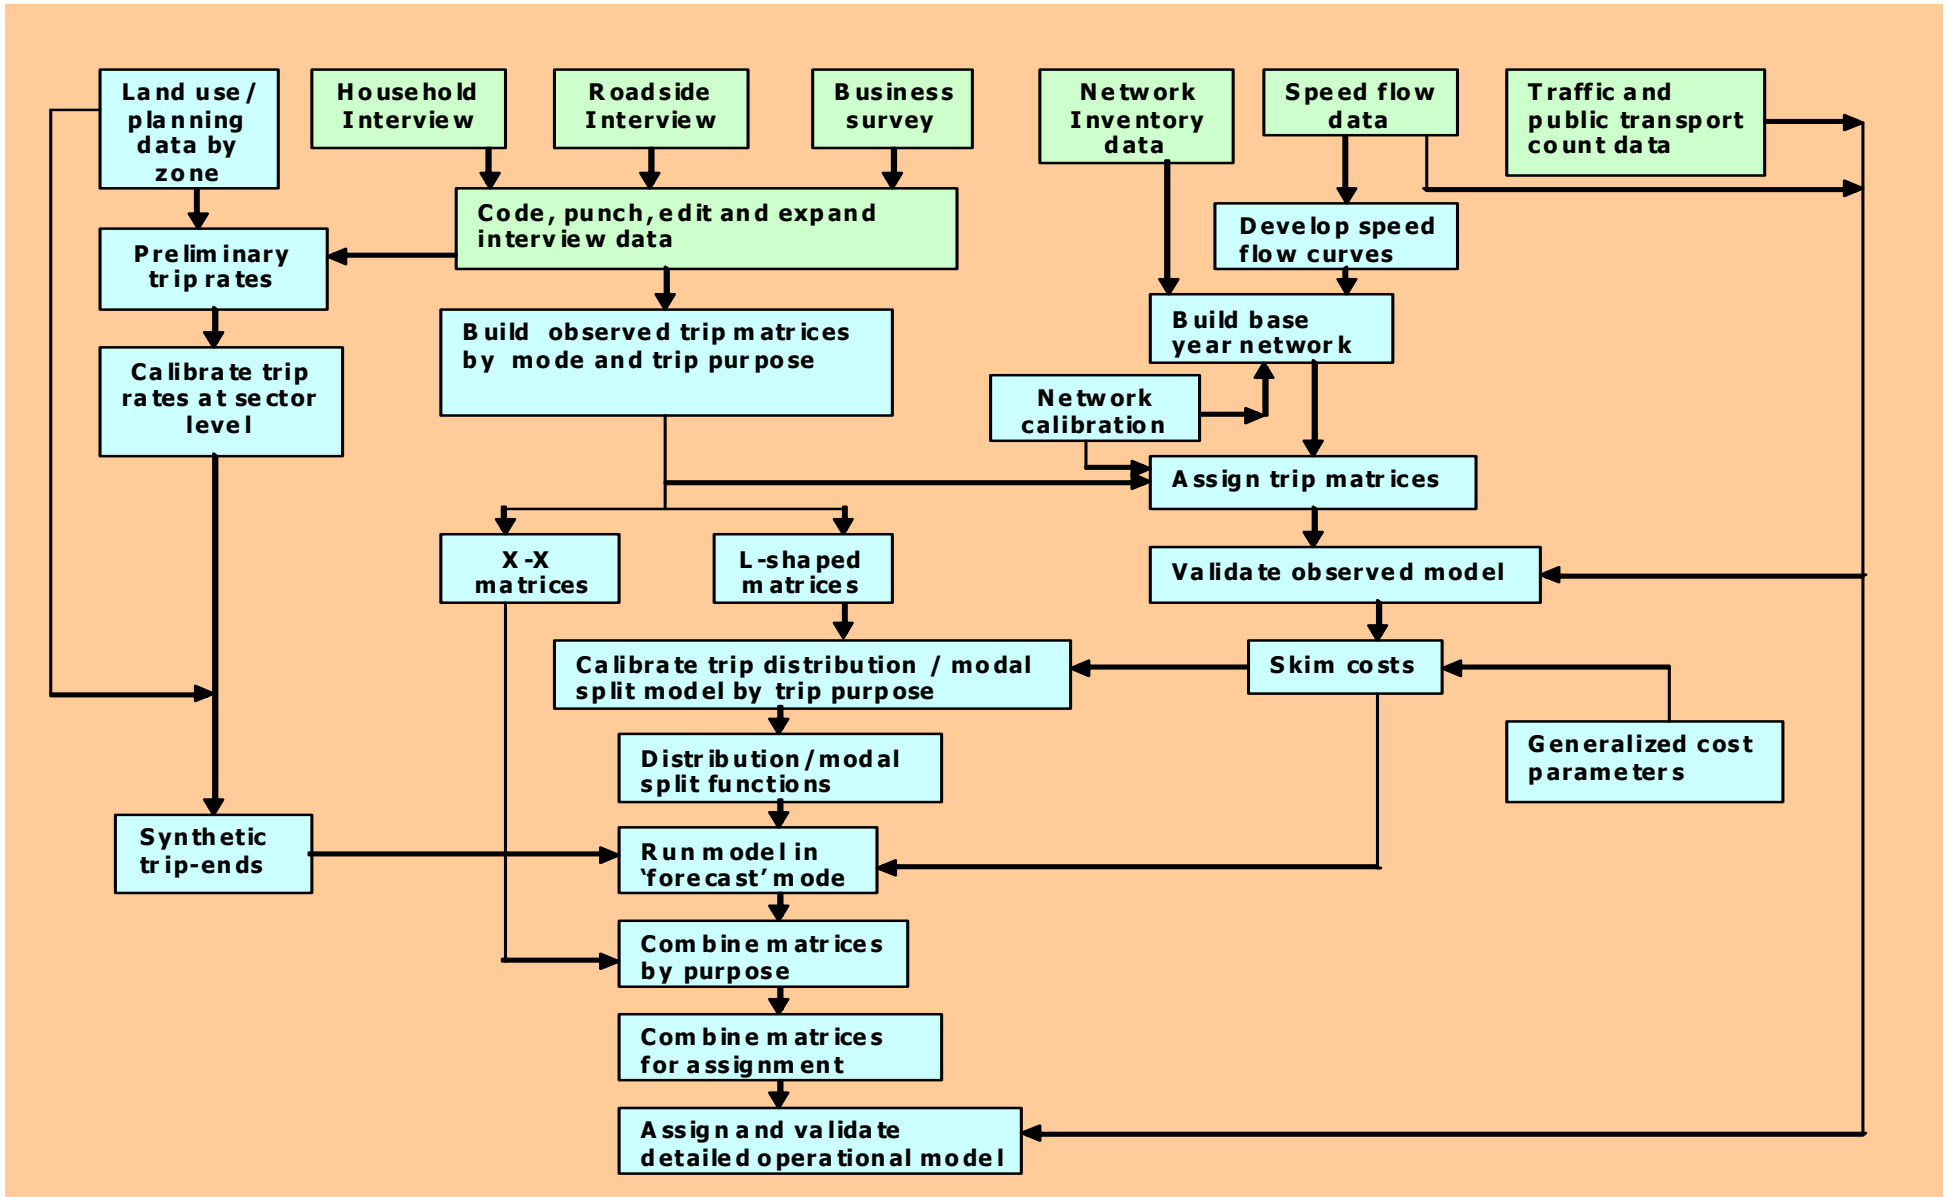 Land use/
planning
data by
zone
Household
Interview
Roadside
Interview
Business
survey
Network
Inventory
data
Speed flow
data
Traffic and
public transport
count data
Code, punch, edit and expand
interview data
Develop speed
flow curves
Preliminary
trip rates
Build observed trip matrices
by mode and trip purpose
Build base
year network
Calibrate trip
rates at sector
level
Network
calibration
Assign trip matrices
X-X
matrices
L-shaped
matrices
Validate observed model
Calibrate trip distribution / modal
split model by trip purpose
Skim costs
Generalized cost
parameters
Distribution/modal
split functions
Synthetic
trip-ends
Run model in
‘forecast’ mode
Combine matrices
by purpose
Combine matrices
for assignment
Assign and validate
detailed operational model